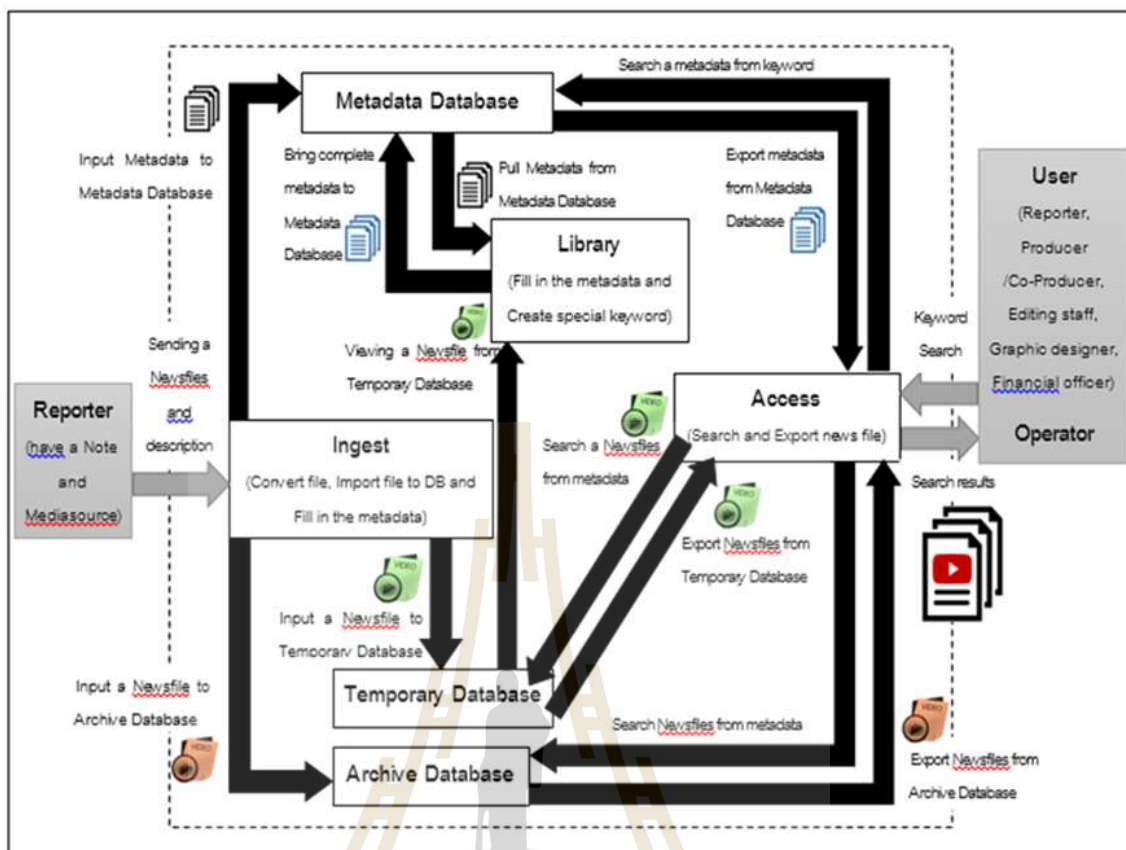 Search a metadata from keyword
Metadata Database
Input Metadata to
Metadata Database
Bring complete
metadata to
Metadata
Database
Pull Metadata from
Metadata Database
Export metadata
from Metadata
Database
User
(Reporter,
Producer
/Co-Producer,
Editing staff,
Graphic designer,
Financial officer)
Operator
Library
(Fill in the metadata and
Create special keyword)
Viewing a Newsfile from
Temporary Database
Keyword
Search
Sending a
Newsfiles
and
description
Reporter
(have a Note
and
Mediasource)
Ingest
(Convert file, Import file to DB and
Fill in the metadata)
Access
(Search and Export news file)
VIDEO
Search a Newsfiles
from metadata
Search results
VIDEO
Export Newsfiles from
Temporary Database
VIDEO
Input a Newsfile to
Temporary Database
Temporary Database
Input a Newsfile to
Archive Database
VIDEO
Search Newsfiles from metadata
Archive Database
VIDEO
Export Newsfiles from
Archive Database